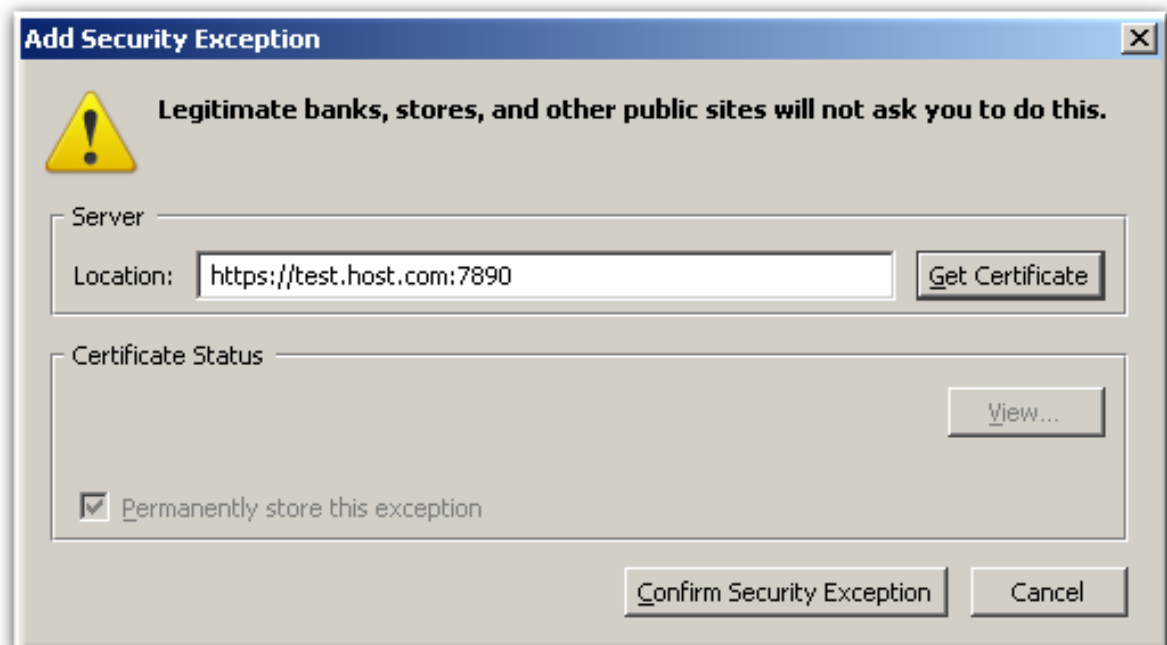 Add Security Exception
Legitimate banks, stores, and other public sites will not ask you to do this.
Server
Location: https://test.host.com:7890 Get Certificate
Certificate Status
View...
Permanently store this exception
Confirm Security Exception Cancel